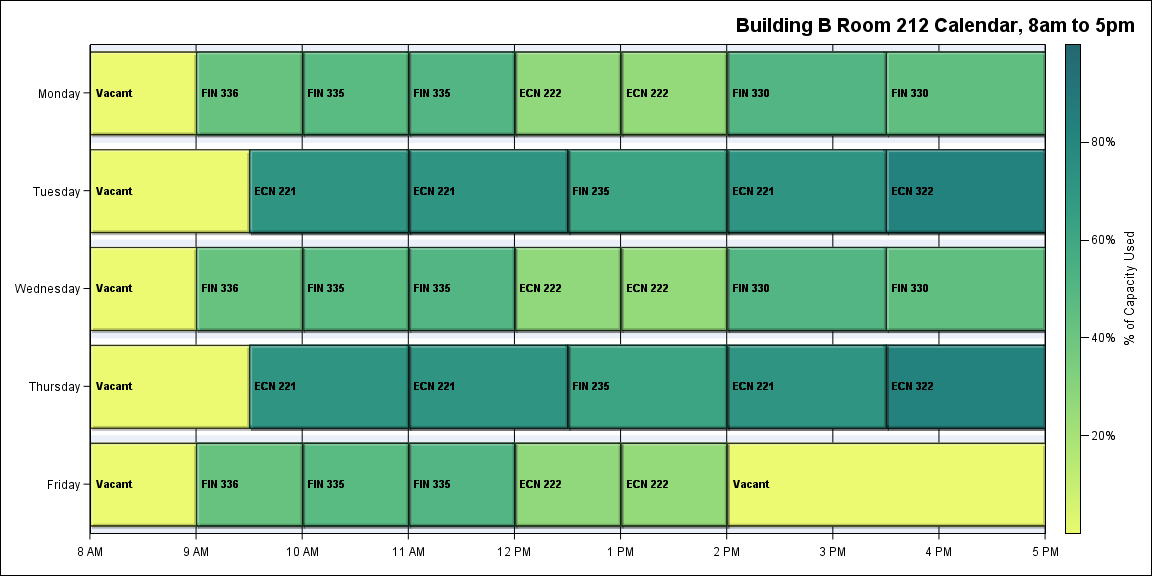 Building B Room 212 Calendar, 8am to 5pm
Monday
Vacant
FIN 336
FIN 335
FIN 335
ECN 222
ECN 222
FIN 330
FIN 330
Tuesday
Vacant
ECN 221
ECN 221
FIN 235
ECN 221
ECN 322
Wednesday
Vacant
FIN 336
FIN 335
FIN 335
ECN 222
ECN 222
FIN 330
FIN 330
Thursday
Vacant
ECN 221
ECN 221
FIN 235
ECN 221
ECN 322
Friday
Vacant
FIN 336
FIN 335
FIN 335
ECN 222
ECN 222
Vacant
8 AM
9 AM
10 AM
11 AM
12 PM
1 PM
2 PM
3 PM
4 PM
5 PM
80%
60%
40%
20%
% of Capacity Used